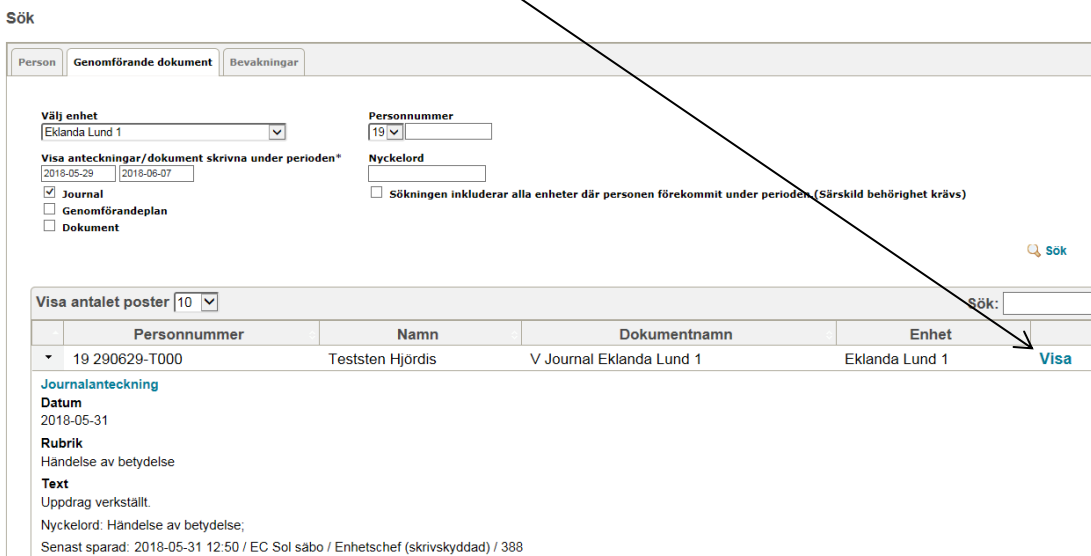 Sök
Person Genomförande dokument Bevakningar
Välj enhet Personnummer
Eklanda Lund 1 19
Visa anteckningar/dokument skrivna under perioden* Nyckelord
2018-05-29 2018-06-07
Journal Sökningen inkluderar alla enheter där personen förekommit under perioden.(Särskild behörighet krävs)
Genomförandeplan
Dokument
Sök
Visa antalet poster 10 Sök:
Personnummer Namn Dokumentnamn Enhet
19 290629-T000 Teststen Hjördis V Journal Eklanda Lund 1 Eklanda Lund 1 Visa
Journalanteckning
Datum
2018-05-31
Rubrik
Händelse av betydelse
Text
Uppdrag verkställt.
Nyckelord: Händelse av betydelse;
Senast sparad: 2018-05-31 12:50 / EC Sol säbo / Enhetschef (skrivskyddad) / 388